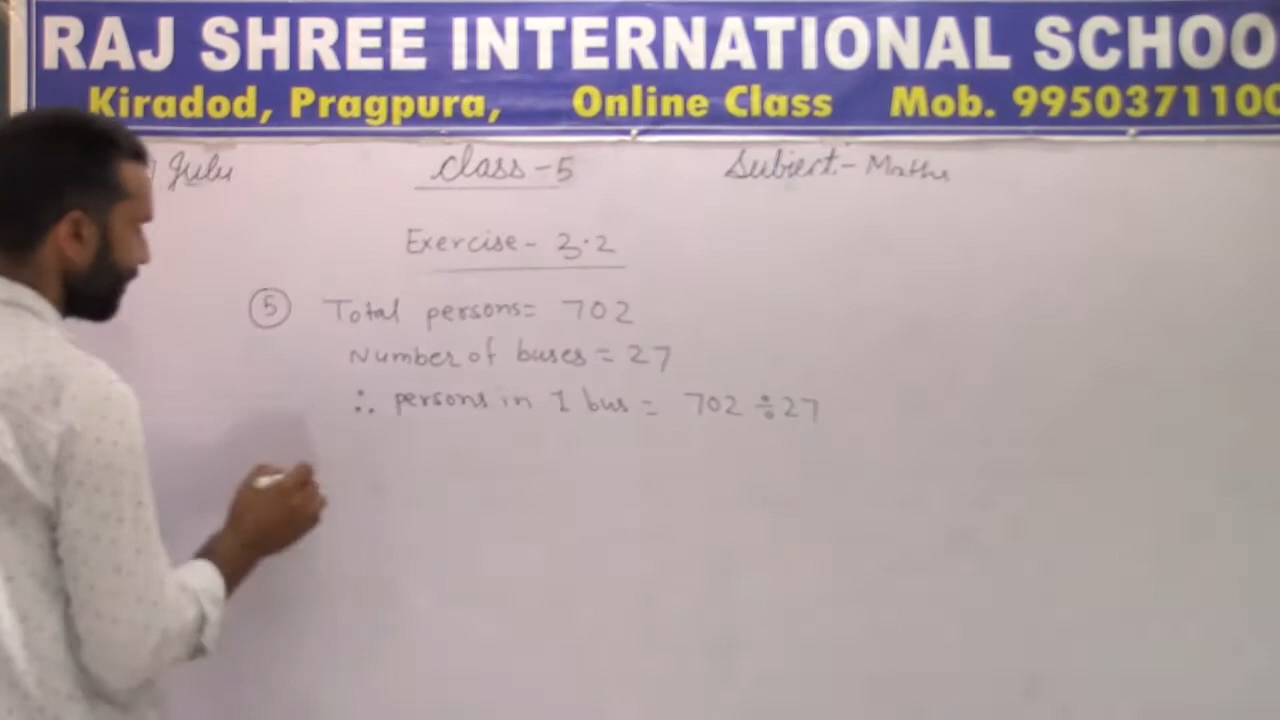 RAJ SHREE INTERNATIONAL SCHOO
Kiradod, Pragpura, Online Class Mob. 9950371100
July class-5 Subject- Maths
Exercise- 3.2
5 Total persons= 702
Number of buses = 27
∴ persons in 1 bus = 702 ÷ 27